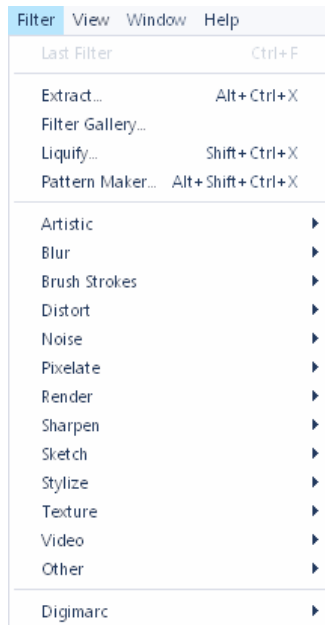 Filter View Window Help
Last Filter Ctrl+F
Extract... Alt+Ctrl+X
Filter Gallery...
Liquify... Shift+Ctrl+X
Pattern Maker... Alt+Shift+Ctrl+X
Artistic
Blur
Brush Strokes
Distort
Noise
Pixelate
Render
Sharpen
Sketch
Stylize
Texture
Video
Other
Digimarc